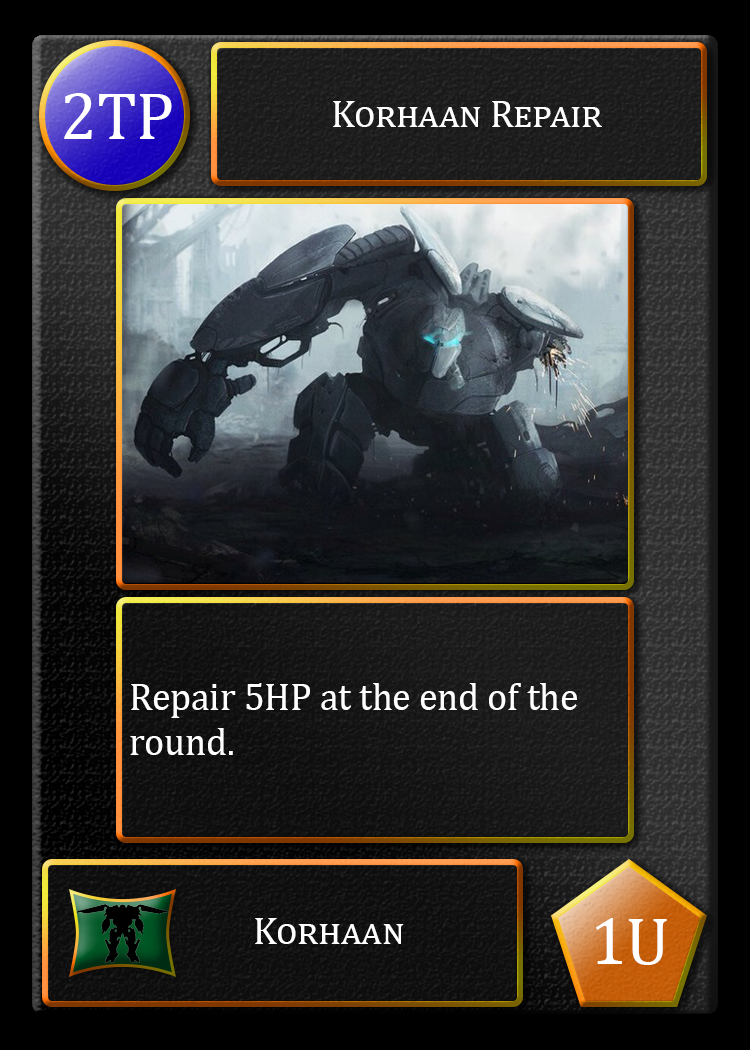 2TP
Korhaan Repair
Repair 5HP at the end of the
round.
Korhaan
1U